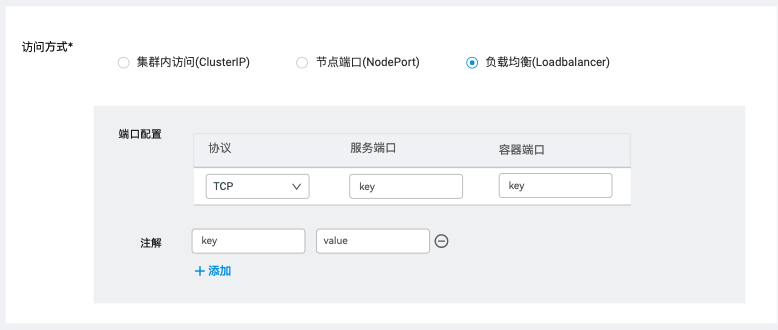 访问方式*
集群内访问(ClusterIP) 节点端口(NodePort) 负载均衡(Loadbalancer)
端口配置
协议 服务端口 容器端口
TCP key key
注解 key value
添加